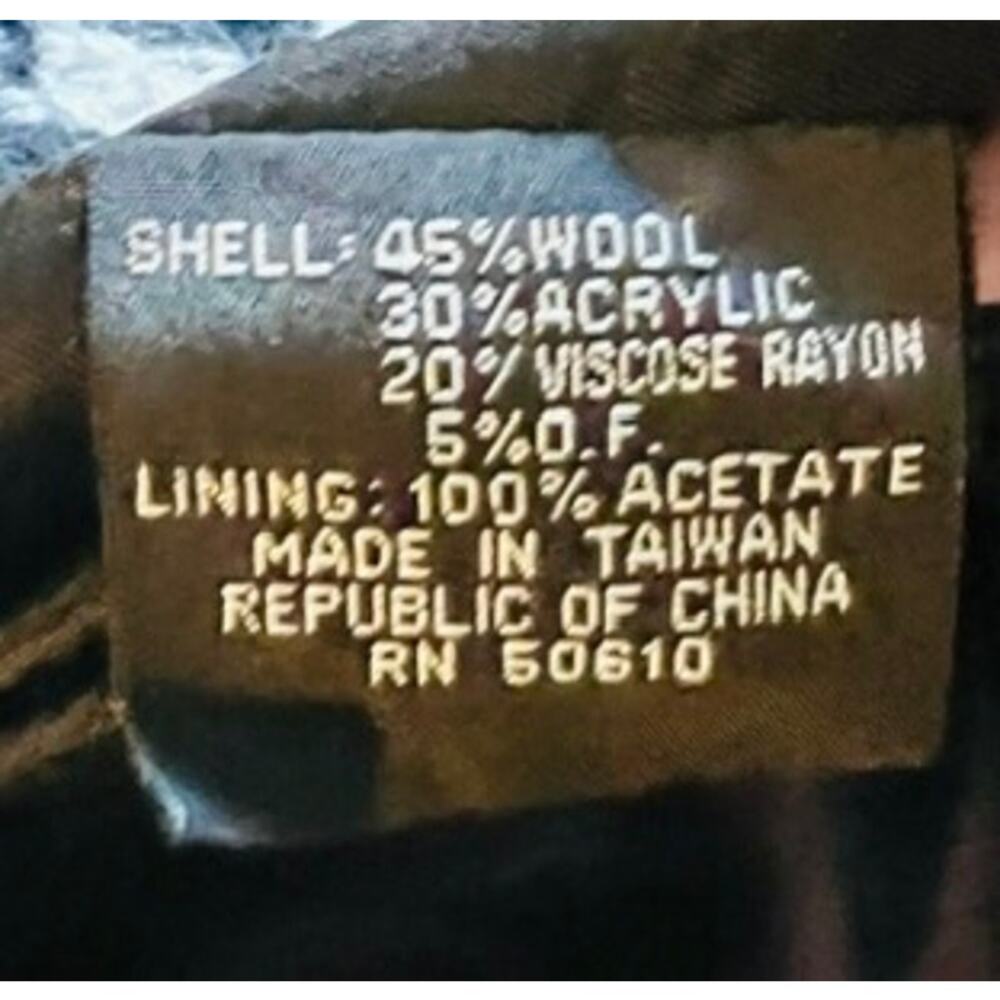 SHELL: 45%WOOL
30%ACRYLIC
20%VISCOSE RAYON
5%O.F.
LINING: 100%ACETATE
MADE IN TAIWAN
REPUBLIC OF CHINA
RN 50610